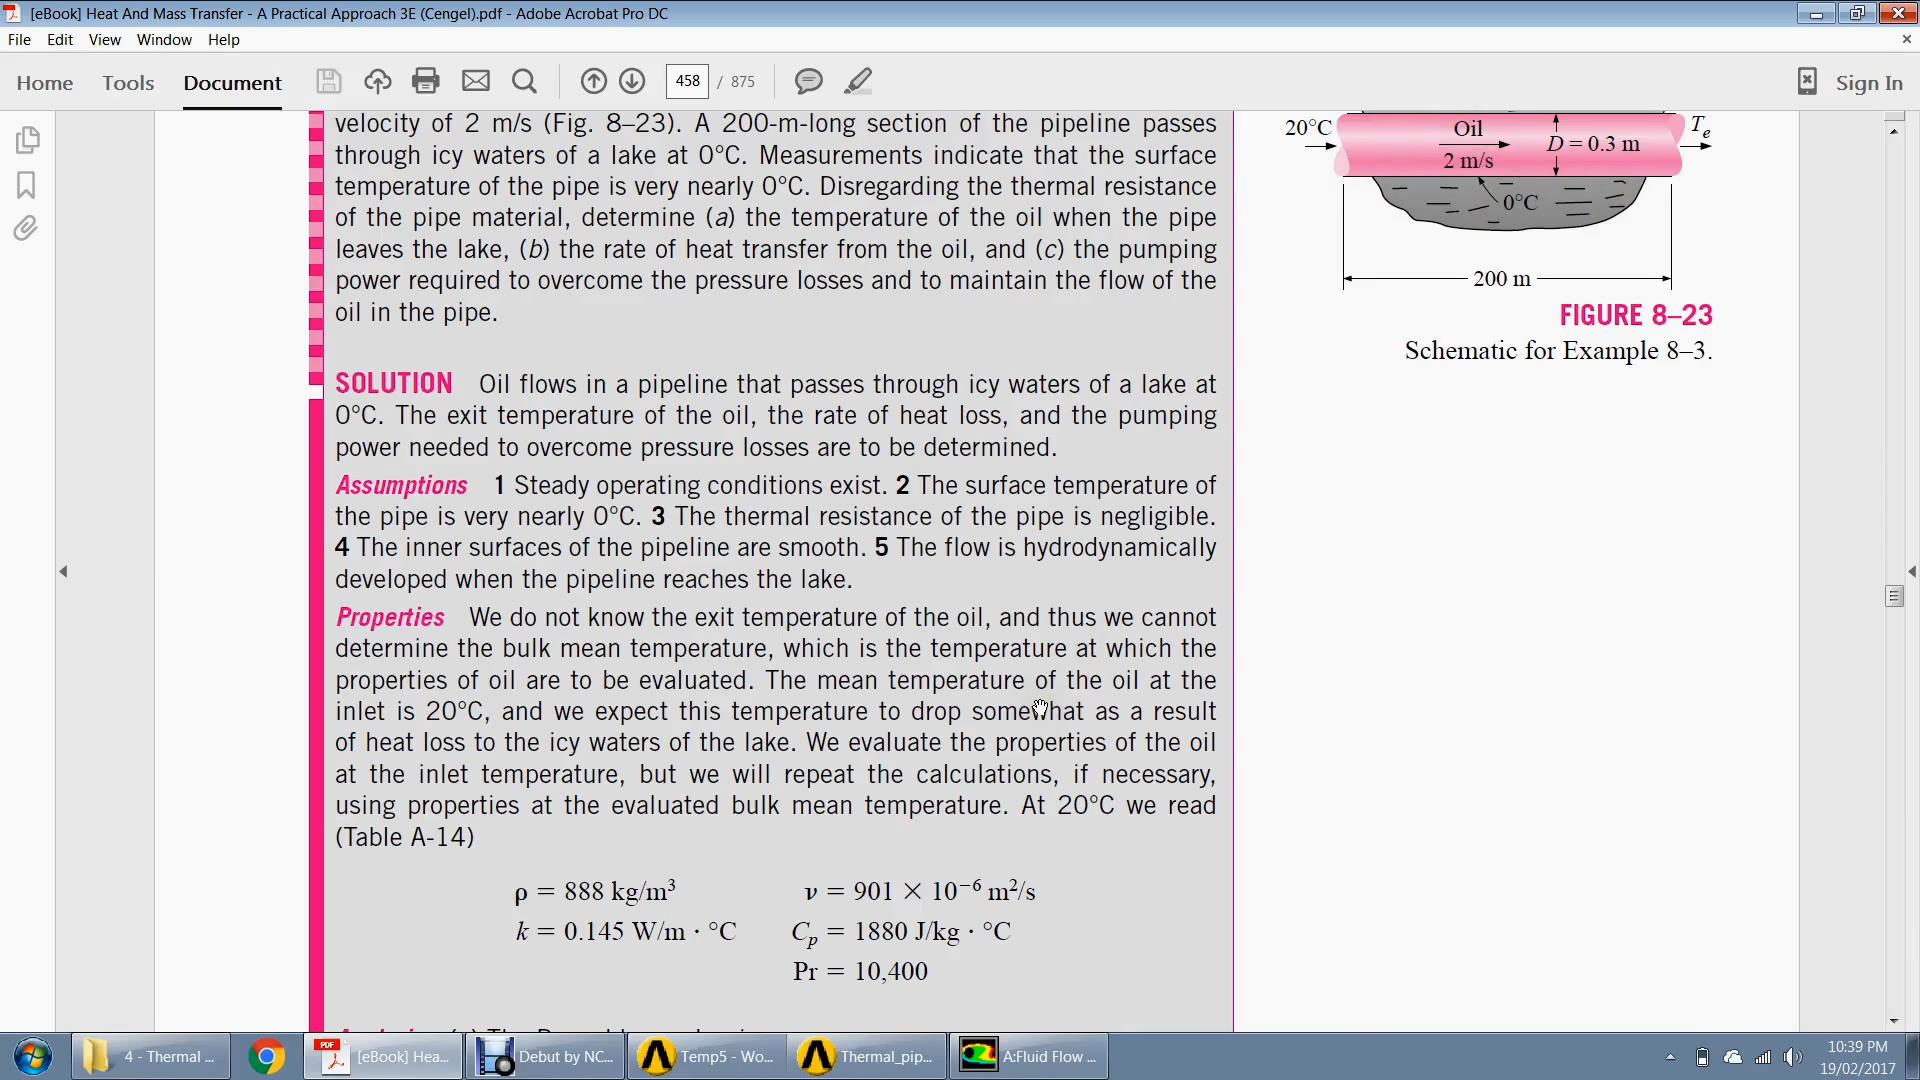 [eBook] Heat And Mass Transfer - A Practical Approach 3E (Cengel).pdf - Adobe Acrobat Pro DC
File Edit View Window Help
Home Tools Document 458 / 875 Sign In
velocity of 2 m/s (Fig. 8–23). A 200-m-long section of the pipeline passes
through icy waters of a lake at 0°C. Measurements indicate that the surface
temperature of the pipe is very nearly 0°C. Disregarding the thermal resistance
of the pipe material, determine (a) the temperature of the oil when the pipe
leaves the lake, (b) the rate of heat transfer from the oil, and (c) the pumping
power required to overcome the pressure losses and to maintain the flow of the
oil in the pipe.
SOLUTION Oil flows in a pipeline that passes through icy waters of a lake at
0°C. The exit temperature of the oil, the rate of heat loss, and the pumping
power needed to overcome pressure losses are to be determined.
Assumptions 1 Steady operating conditions exist. 2 The surface temperature of
the pipe is very nearly 0°C. 3 The thermal resistance of the pipe is negligible.
4 The inner surfaces of the pipeline are smooth. 5 The flow is hydrodynamically
developed when the pipeline reaches the lake.
Properties We do not know the exit temperature of the oil, and thus we cannot
determine the bulk mean temperature, which is the temperature at which the
properties of oil are to be evaluated. The mean temperature of the oil at the
inlet is 20°C, and we expect this temperature to drop somewhat as a result
of heat loss to the icy waters of the lake. We evaluate the properties of the oil
at the inlet temperature, but we will repeat the calculations, if necessary,
using properties at the evaluated bulk mean temperature. At 20°C we read
(Table A-14)
ρ = 888 kg/m³ ν = 901 × 10⁻⁶ m²/s
k = 0.145 W/m · °C Cp = 1880 J/kg · °C
Pr = 10,400
20°C Oil Te
D = 0.3 m
2 m/s
0°C
200 m
FIGURE 8–23
Schematic for Example 8–3.
4 - Thermal ... PDF [eBook] Hea... Debut by NC... Temp5 - Wo... Thermal_pip... A:Fluid Flow ... 10:39 PM
19/02/2017